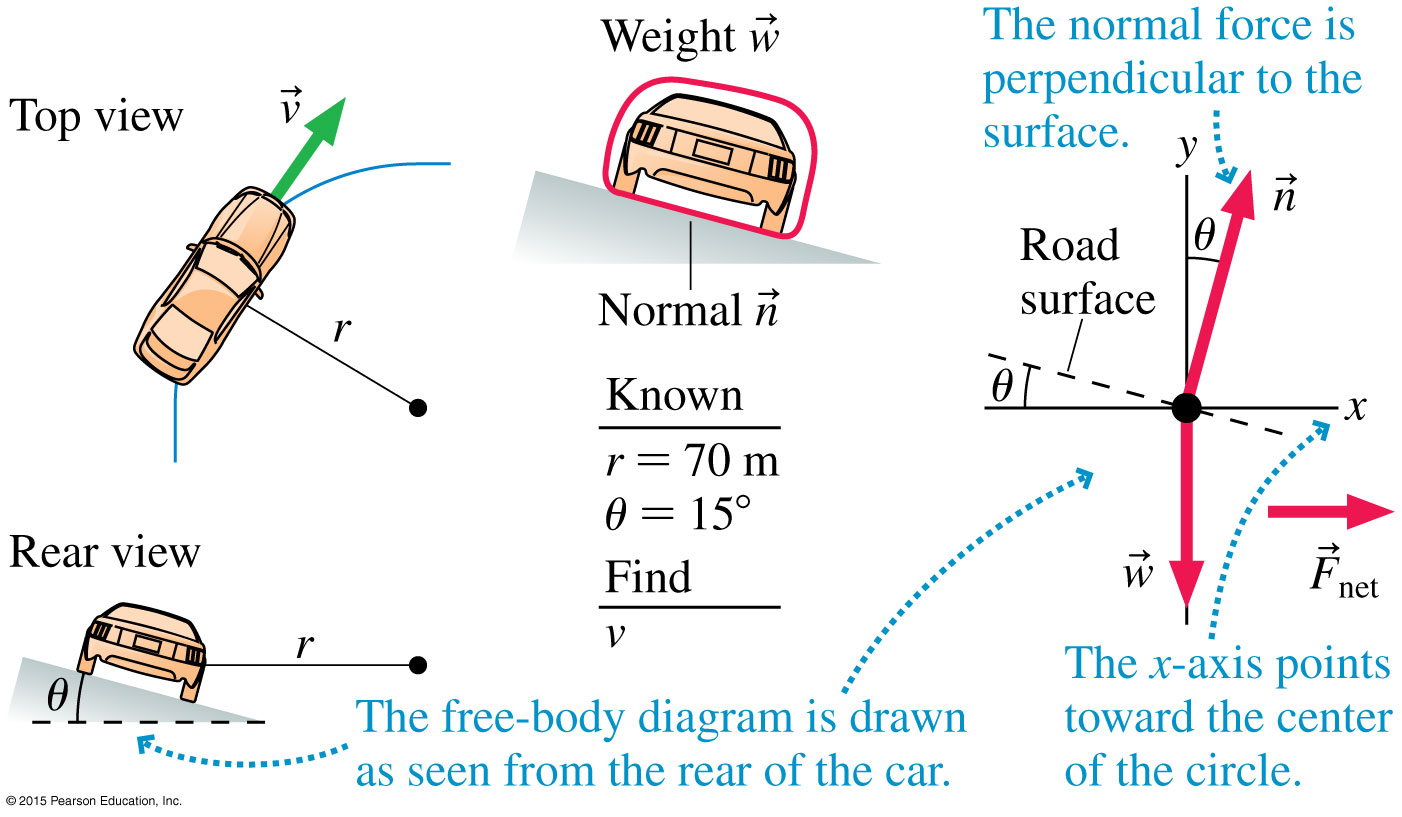 Top view
v⃗
r
Rear view
r
θ
Weight w⃗
Normal n⃗
Known
r = 70 m
θ = 15°
Find
v
The free-body diagram is drawn
as seen from the rear of the car.
The normal force is
perpendicular to the
surface.
y
n⃗
θ
Road
surface
θ
x
w⃗
F⃗net
The x-axis points
toward the center
of the circle.
© 2015 Pearson Education, Inc.